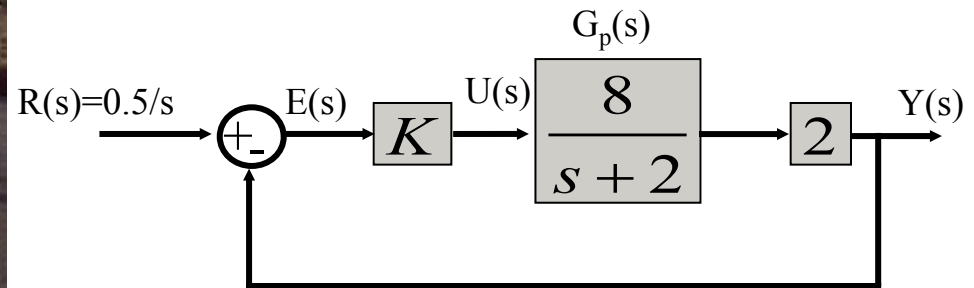 G_p(s)
R(s)=0.5/s
E(s)
U(s)
Y(s)
+
-
K
8
s + 2
2